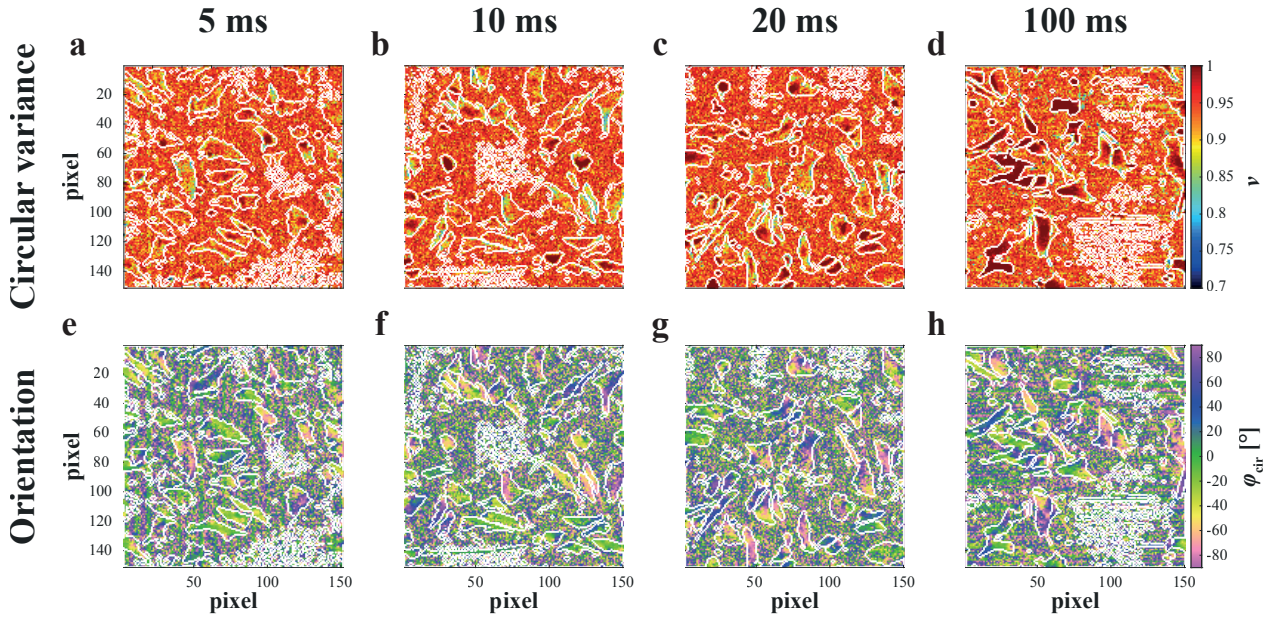 5 ms 10 ms 20 ms 100 ms
a b c d
Circular variance
pixel
20
40
60
80
100
120
140
1
0.95
0.9
0.85
0.8
0.75
0.7
v
e f g h
Orientation
pixel
20
40
60
80
100
120
140
50 100 150 50 100 150 50 100 150 50 100 150
pixel pixel pixel pixel
80
60
40
20
0
-20
-40
-60
-80
φcir [°]